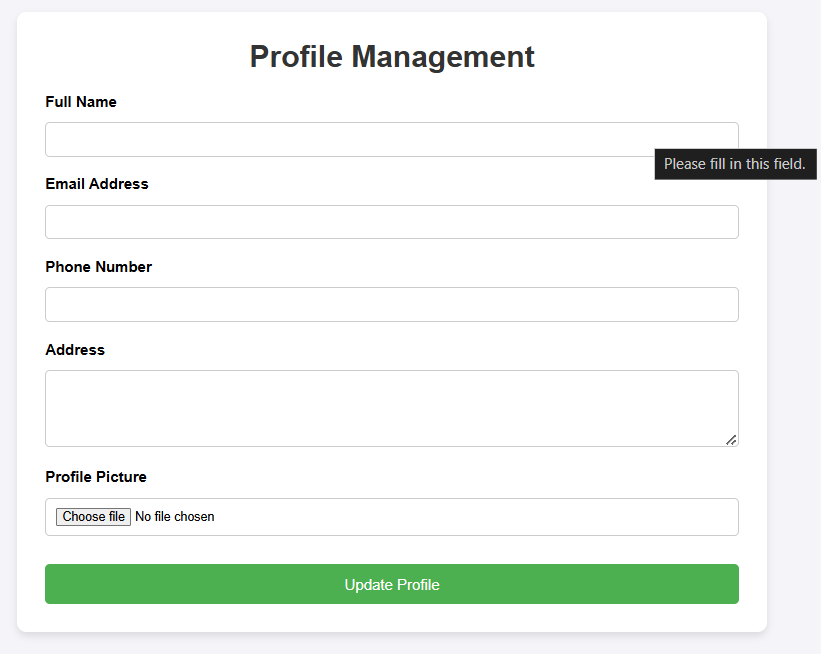 Profile Management
Full Name
Please fill in this field.
Email Address
Phone Number
Address
Profile Picture
Choose file No file chosen
Update Profile